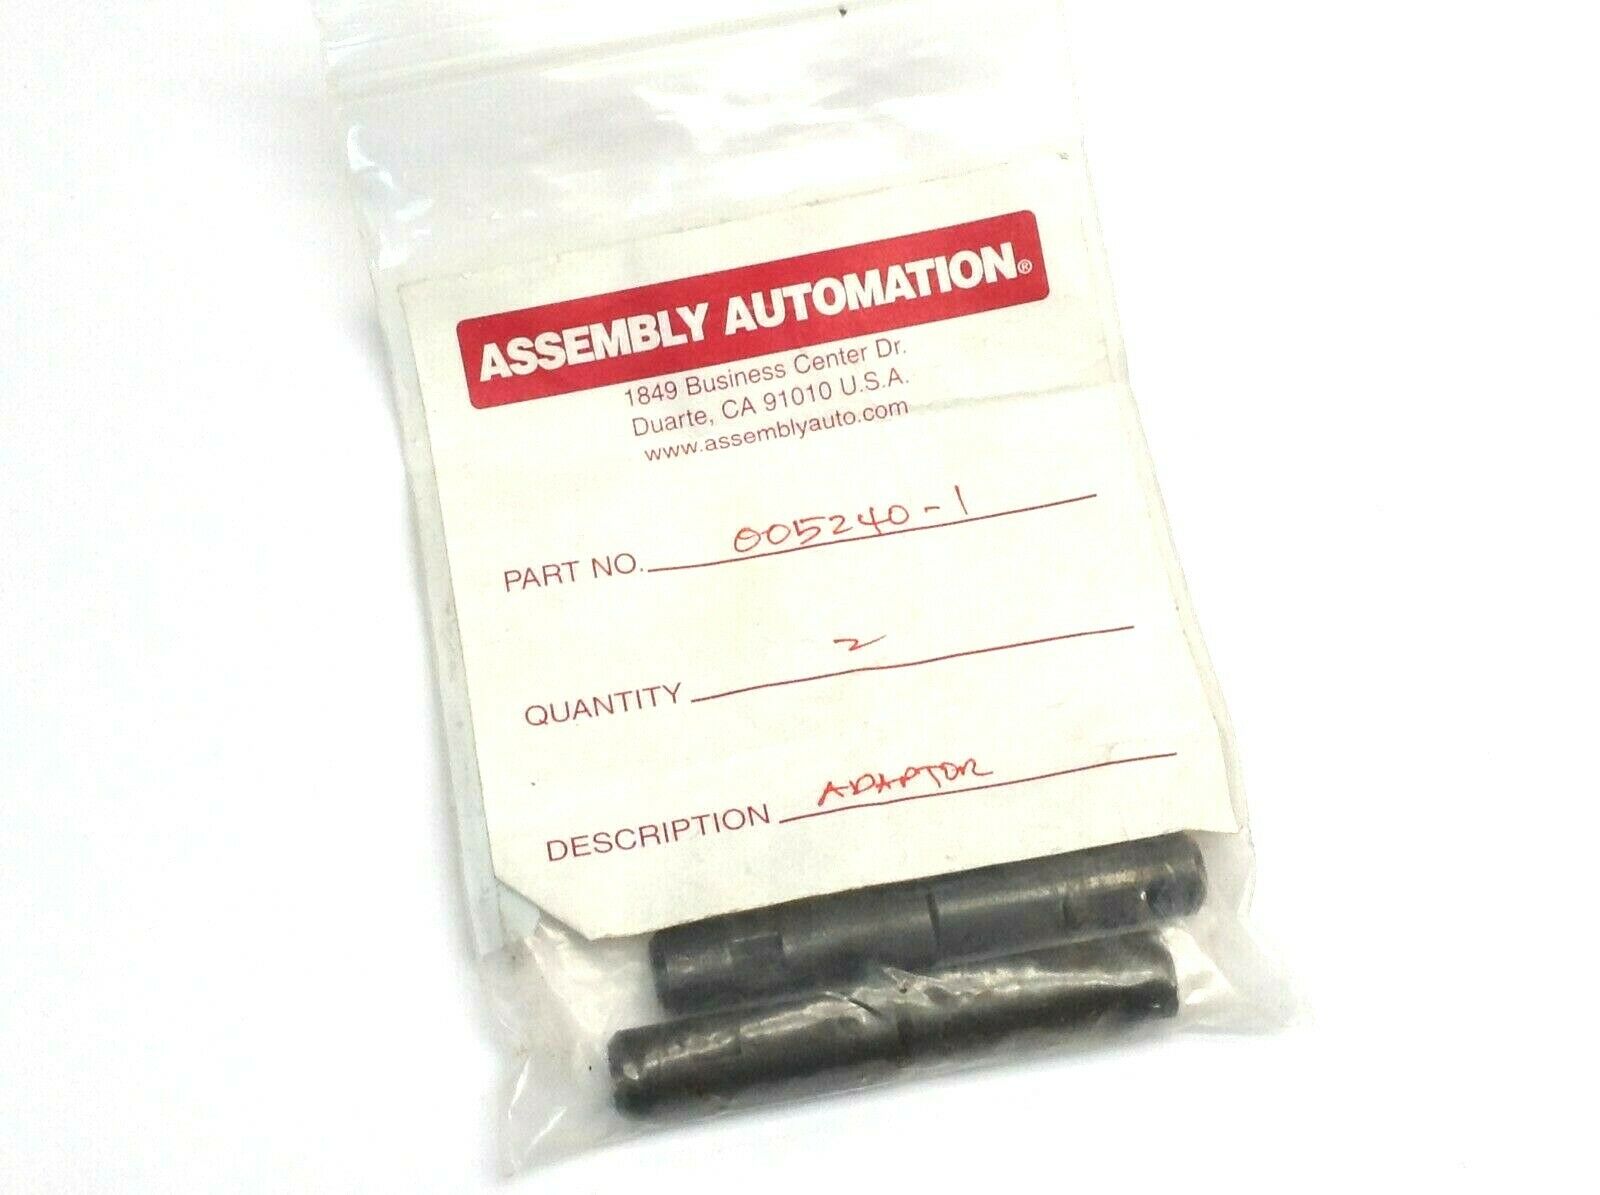 ASSEMBLY AUTOMATION®
1849 Business Center Dr.
Duarte, CA 91010 U.S.A.
www.assemblyauto.com
PART NO. 005240-1
QUANTITY 2
DESCRIPTION ADAPTOR